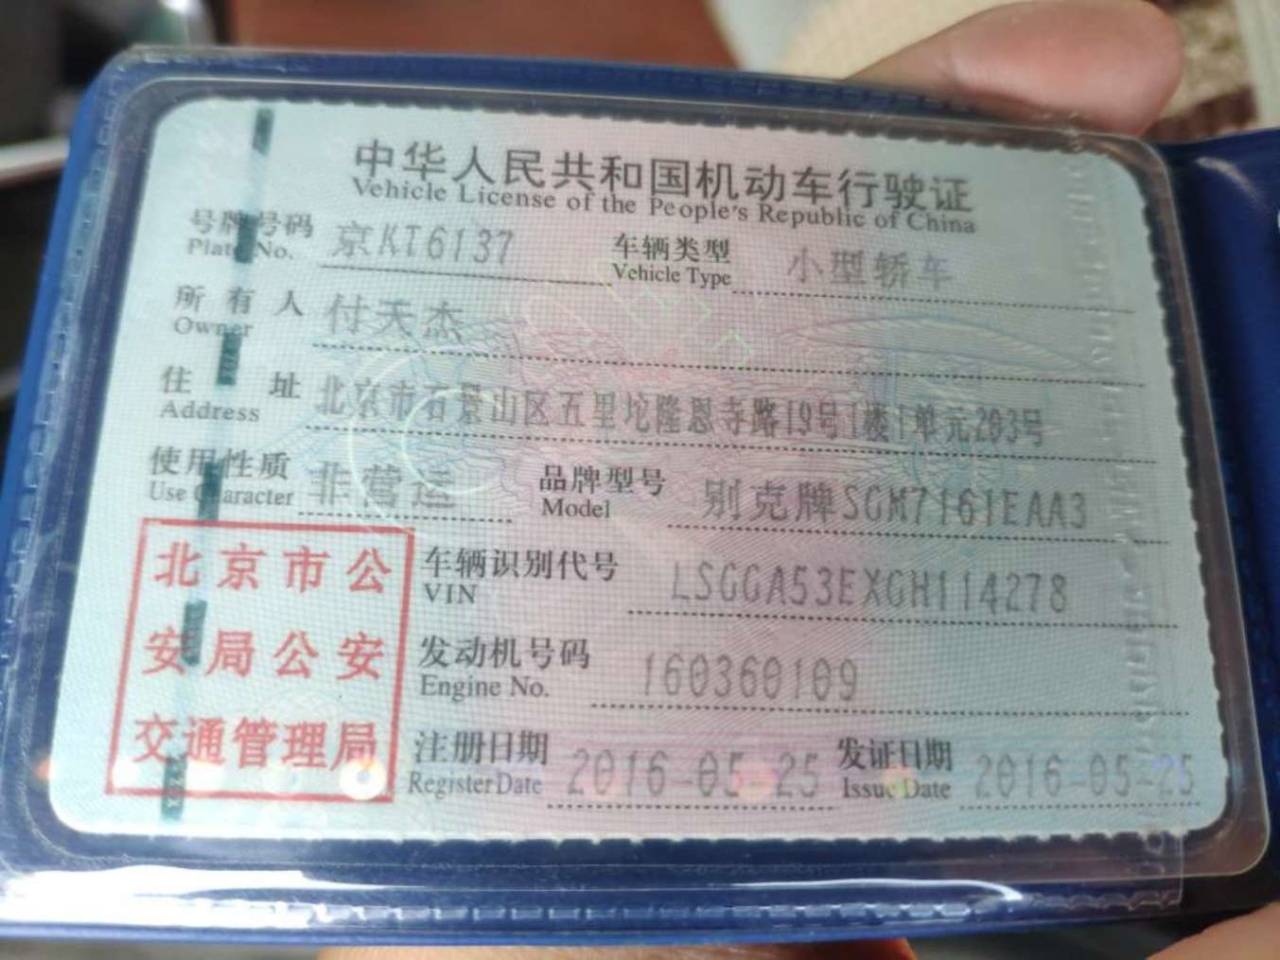 中华人民共和国机动车行驶证
Vehicle License of the People's Republic of China
号牌号码 京KT6137 车辆类型 小型轿车
Plate No. Vehicle Type
所有人 付天杰
Owner
住址 北京市石景山区五里坨隆恩寺路19号1楼1单元203号
Address
使用性质 非营运 品牌型号 别克牌SGM7161EAA3
Use Character Model
车辆识别代号 LSGGA53EXGH114278
VIN
发动机号码 160360109
Engine No.
注册日期 2016-05-25 发证日期 2016-05-25
Register Date Issue Date
北京市公
安局公安
交通管理局